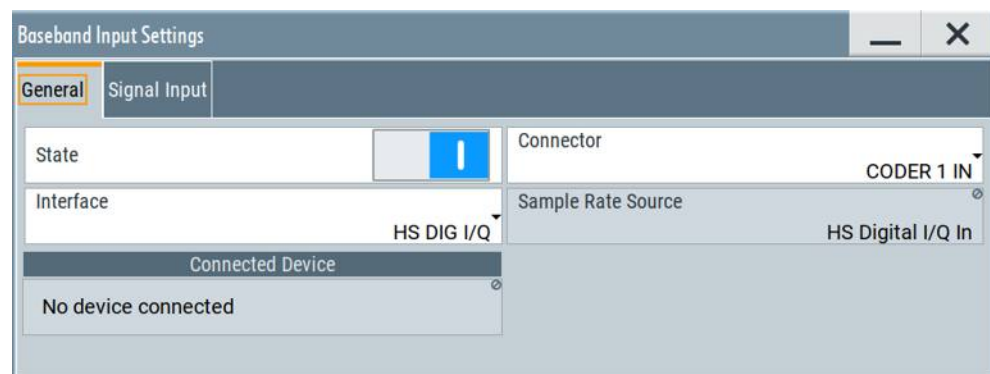 Baseband Input Settings
General Signal Input
State
Connector
CODER 1 IN
Interface
HS DIG I/Q
Sample Rate Source
HS Digital I/Q In
Connected Device
No device connected